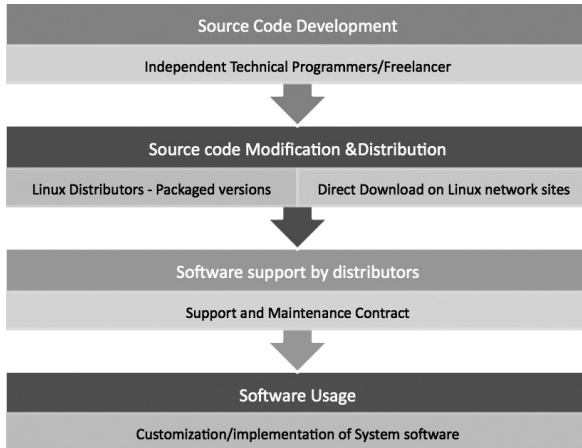 Source Code Development
Independent Technical Programmers/Freelancer
Source code Modification &Distribution
Linux Distributors - Packaged versions
Direct Download on Linux network sites
Software support by distributors
Support and Maintenance Contract
Software Usage
Customization/implementation of System software